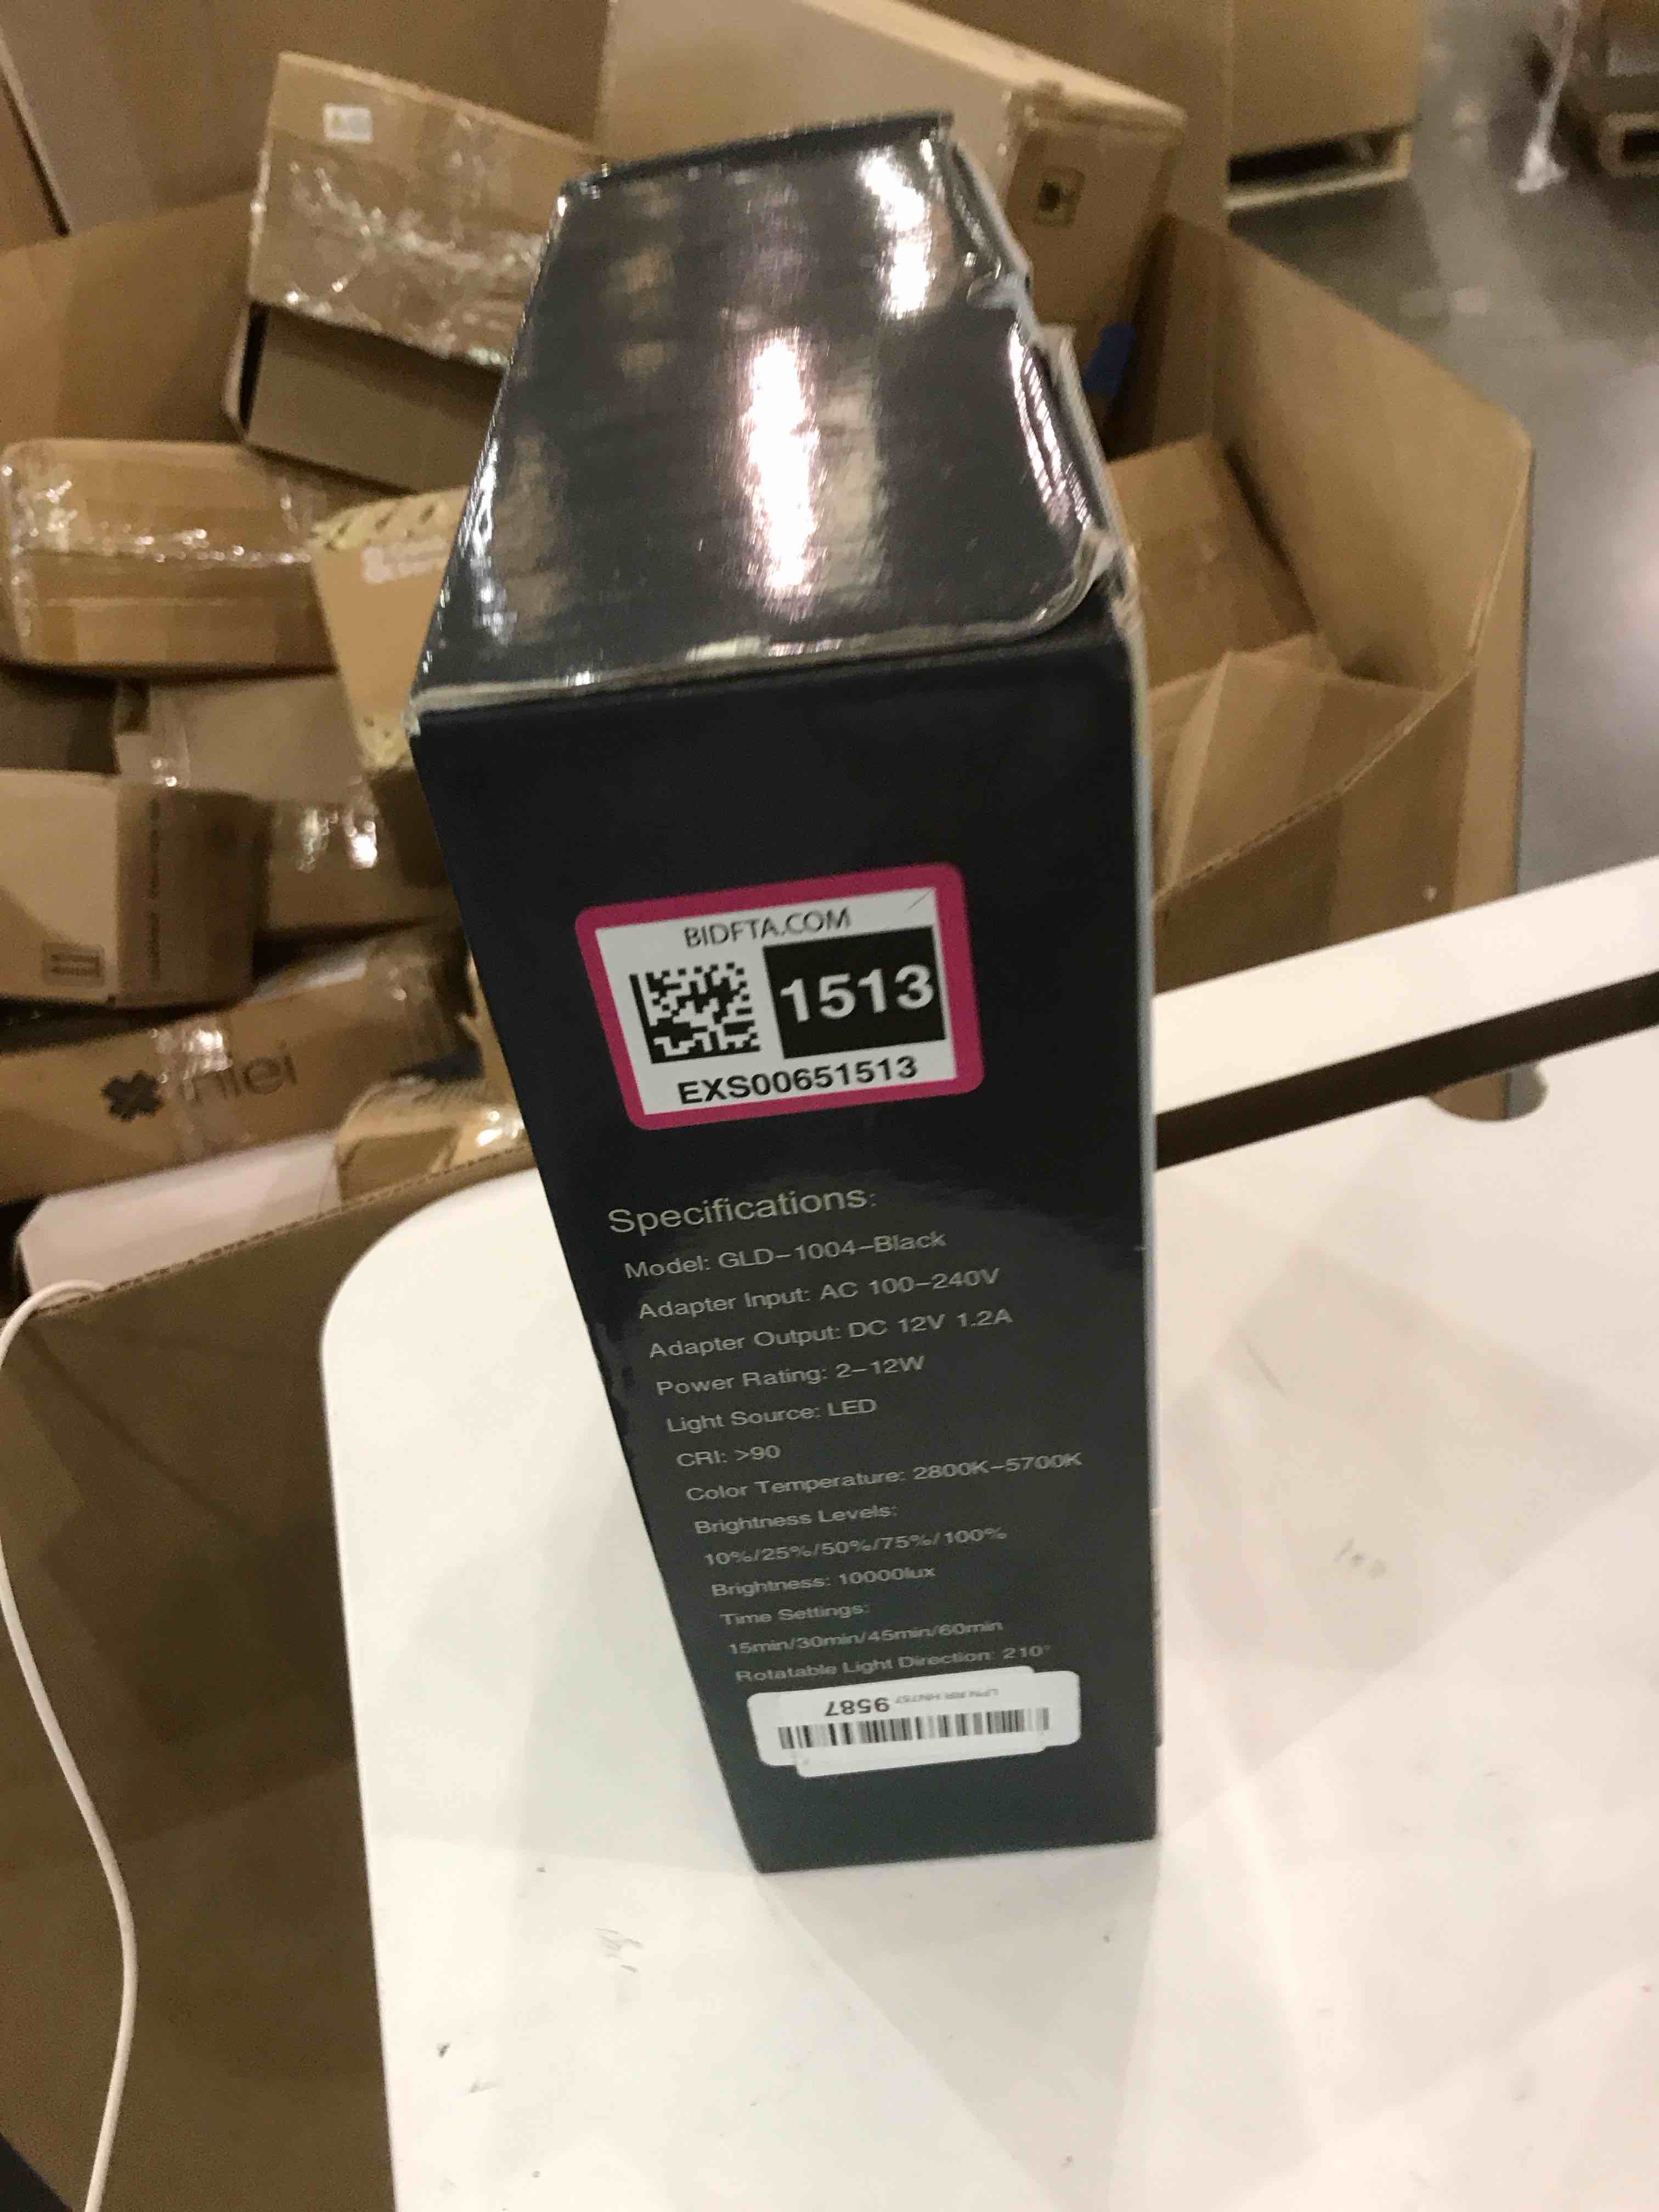 BIDFTA.COM
1513
EXS00651513
Specifications:
Model: GLD-1004-Black
Adapter Input: AC 100-240V
Adapter Output: DC 12V 1.2A
Power Rating: 2-12W
Light Source: LED
CRI: >90
Color Temperature: 2800K-5700K
Brightness Levels:
10%/25%/50%/75%/100%
Brightness: 10000lux
Time Settings:
15min/30min/45min/60min
Rotatable Light Direction: 210°
9587